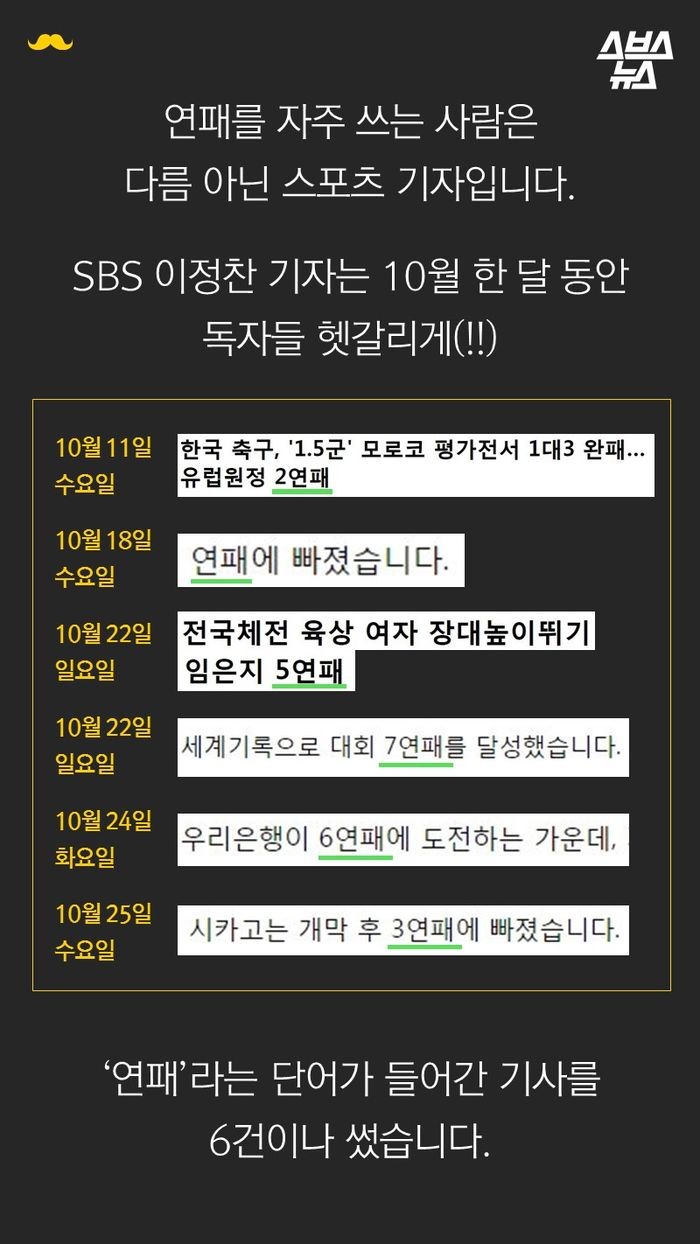 스브스
뉴스
연패를 자주 쓰는 사람은
다름 아닌 스포츠 기자입니다.
SBS 이정찬 기자는 10월 한 달 동안
독자들 헷갈리게(!!)
10월 11일
수요일
한국 축구, '1.5군' 모로코 평가전서 1대3 완패...
유럽원정 2연패
10월 18일
수요일
연패에 빠졌습니다.
10월 22일
일요일
전국체전 육상 여자 장대높이뛰기
임은지 5연패
10월 22일
일요일
세계기록으로 대회 7연패를 달성했습니다.
10월 24일
화요일
우리은행이 6연패에 도전하는 가운데,
10월 25일
수요일
시카고는 개막 후 3연패에 빠졌습니다.
‘연패’라는 단어가 들어간 기사를
6건이나 썼습니다.